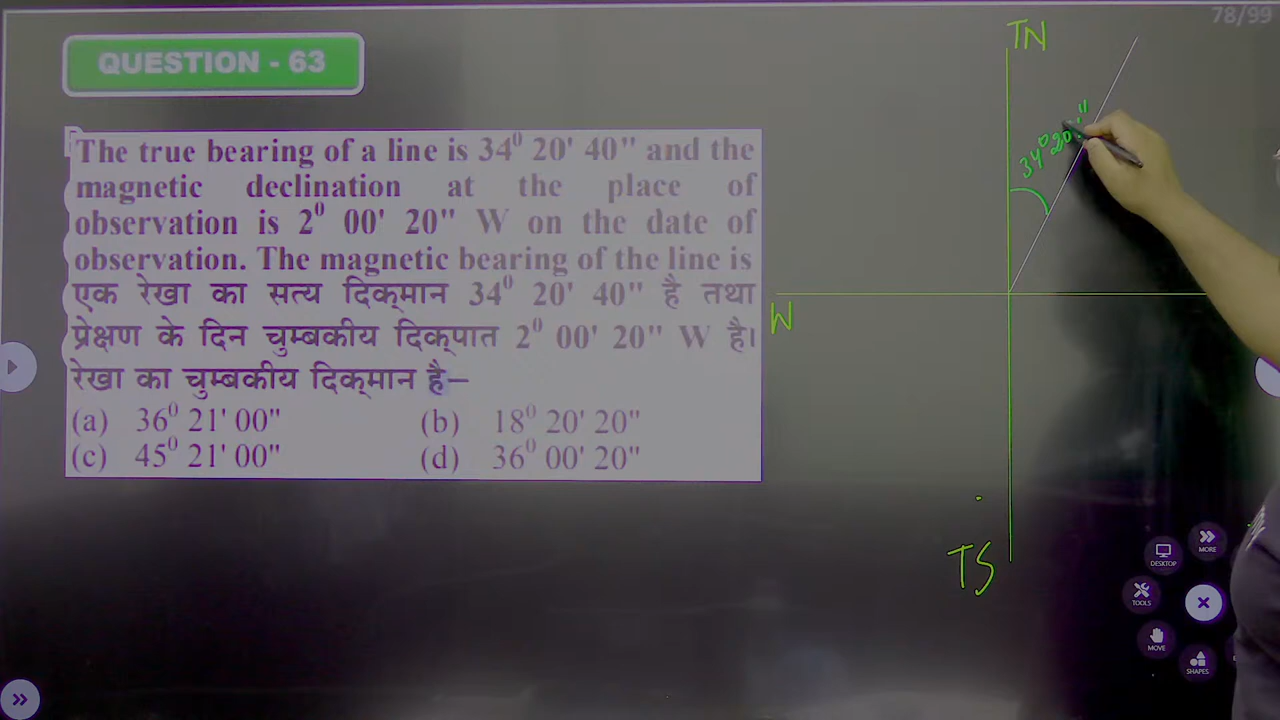 78/99
QUESTION - 63
The true bearing of a line is 34⁰ 20' 40" and the
magnetic declination at the place of
observation is 2⁰ 00' 20" W on the date of
observation. The magnetic bearing of the line is
एक रेखा का सत्य दिक्मान 34⁰ 20' 40" है तथा
प्रेक्षण के दिन चुम्बकीय दिक्पात 2⁰ 00' 20" W है।
रेखा का चुम्बकीय दिक्मान है–
(a) 36⁰ 21' 00" (b) 18⁰ 20' 20"
(c) 45⁰ 21' 00" (d) 36⁰ 00' 20"
TN
34⁰20'
W
TS
MORE
DESKTOP
TOOLS
MOVE
SHAPES